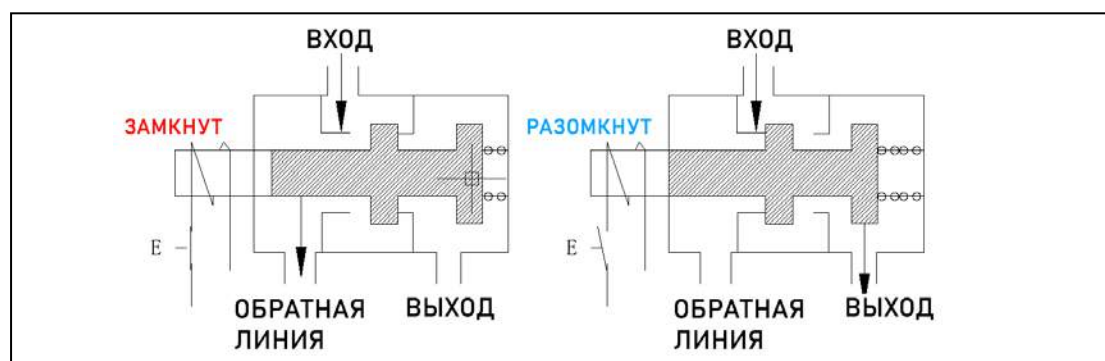 ВХОД
ЗАМКНУТ
E
ОБРАТНАЯ
ЛИНИЯ
ВЫХОД
ВХОД
РАЗОМКНУТ
E
ОБРАТНАЯ
ЛИНИЯ
ВЫХОД